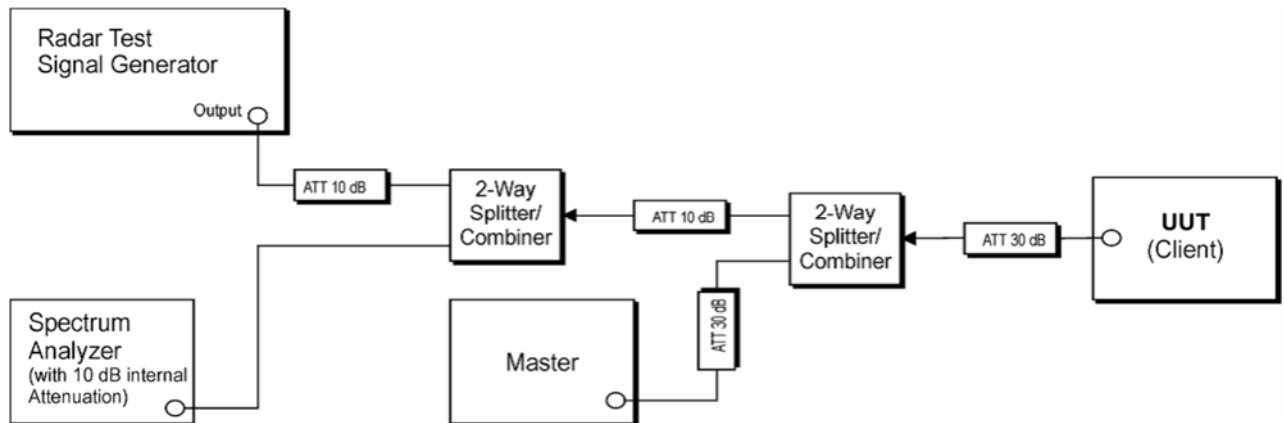 Radar Test
Signal Generator
Output
ATT 10 dB
2-Way
Splitter/
Combiner
ATT 10 dB
2-Way
Splitter/
Combiner
ATT 30 dB
UUT
(Client)
Spectrum
Analyzer
(with 10 dB internal
Attenuation)
Master
ATT 30 dB